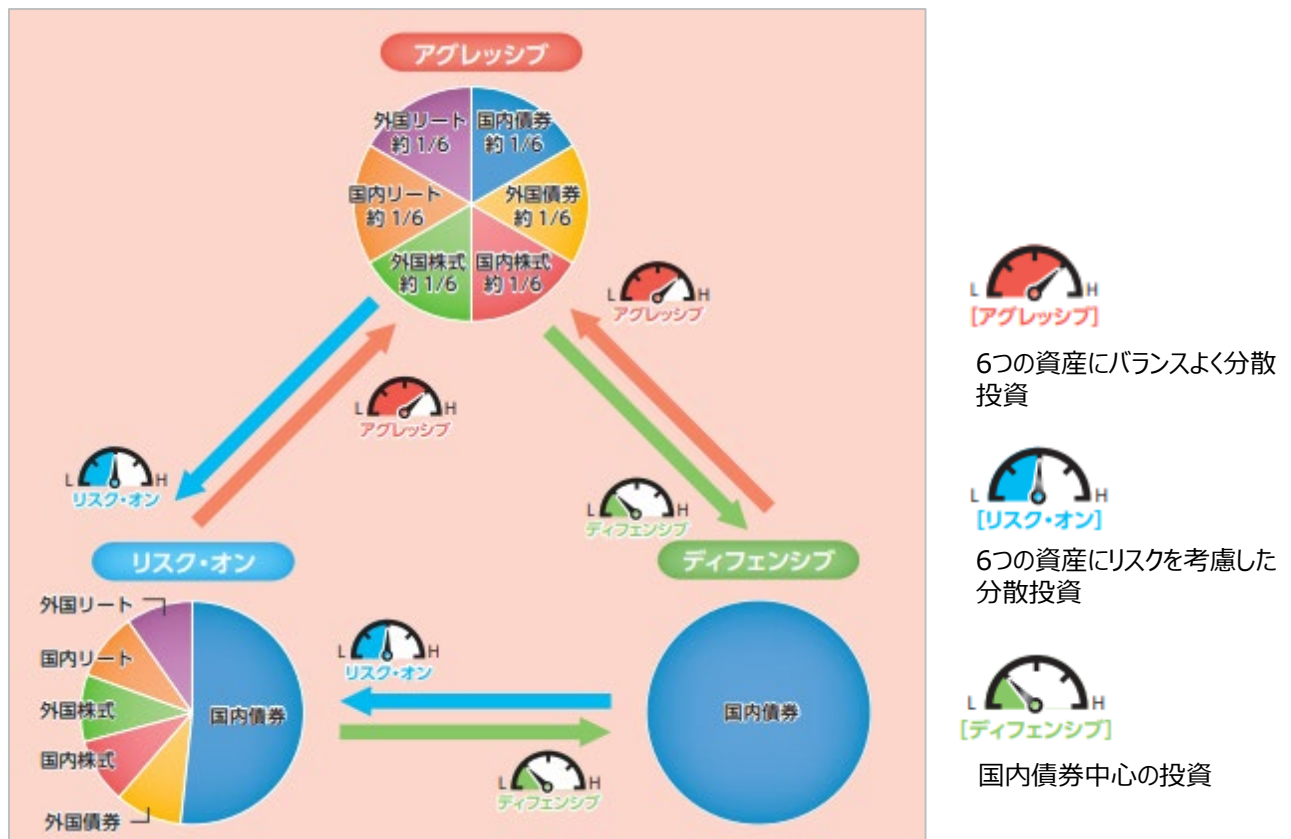 アグレッシブ
外国リート
約 1/6
国内債券
約 1/6
国内リート
約 1/6
外国債券
約 1/6
外国株式
約 1/6
国内株式
約 1/6
L H
アグレッシブ
L H
アグレッシブ
L H
リスク・オン
L H
ディフェンシブ
リスク・オン
外国リート
国内リート
外国株式
国内株式
外国債券
国内債券
L H
リスク・オン
L H
ディフェンシブ
ディフェンシブ
国内債券
L H
[アグレッシブ]
6つの資産にバランスよく分散
投資
L H
[リスク・オン]
6つの資産にリスクを考慮した
分散投資
L H
[ディフェンシブ]
国内債券中心の投資